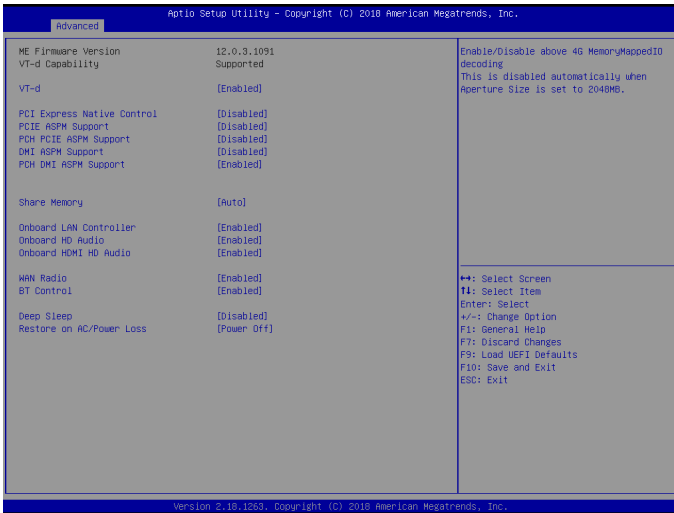 Aptio Setup Utility – Copyright (C) 2018 American Megatrends, Inc.
Advanced
ME Firmware Version 12.0.3.1091
VT-d Capability Supported
VT-d [Enabled]
PCI Express Native Control [Disabled]
PCIE ASPM Support [Disabled]
PCH PCIE ASPM Support [Disabled]
DMI ASPM Support [Disabled]
PCH DMI ASPM Support [Enabled]
Share Memory [Auto]
Onboard LAN Controller [Enabled]
Onboard HD Audio [Enabled]
Onboard HDMI HD Audio [Enabled]
WAN Radio [Enabled]
BT Control [Enabled]
Deep Sleep [Disabled]
Restore on AC/Power Loss [Power Off]
Enable/Disable above 4G MemoryMappedIO
decoding
This is disabled automatically when
Aperture Size is set to 2048MB.
↔: Select Screen
↑↓: Select Item
Enter: Select
+/-: Change Option
F1: General Help
F7: Discard Changes
F9: Load UEFI Defaults
F10: Save and Exit
ESC: Exit
Version 2.18.1263. Copyright (C) 2018 American Megatrends, Inc.